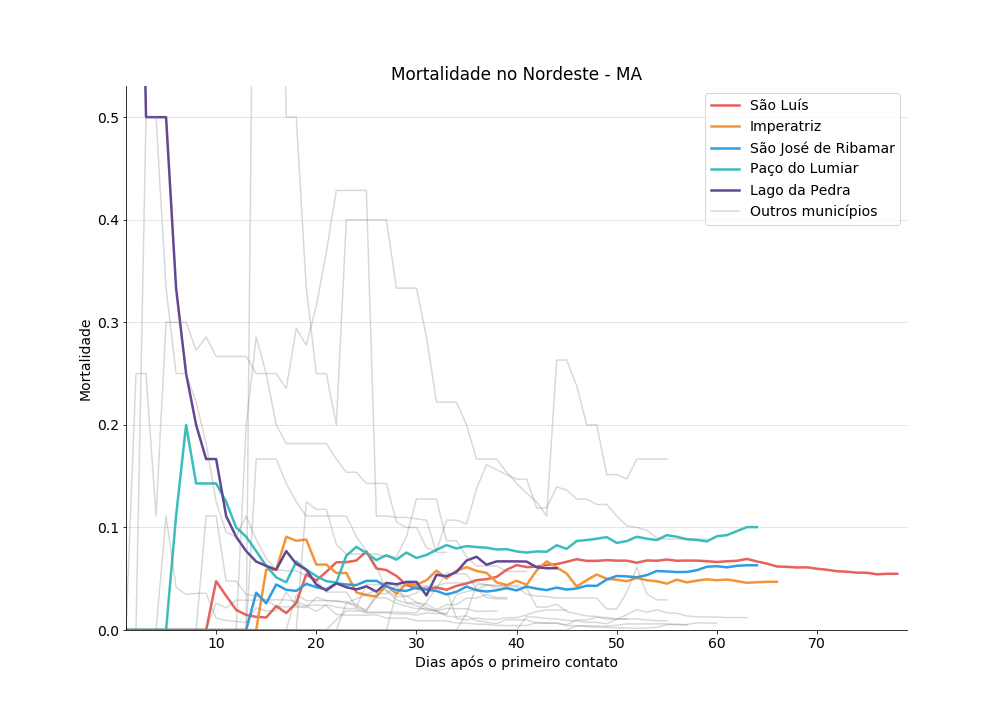 Mortalidade no Nordeste - MA
São Luís
Imperatriz
São José de Ribamar
Paço do Lumiar
Lago da Pedra
Outros municípios
Mortalidade
0.5
0.4
0.3
0.2
0.1
0.0
10
20
30
40
50
60
70
Dias após o primeiro contato